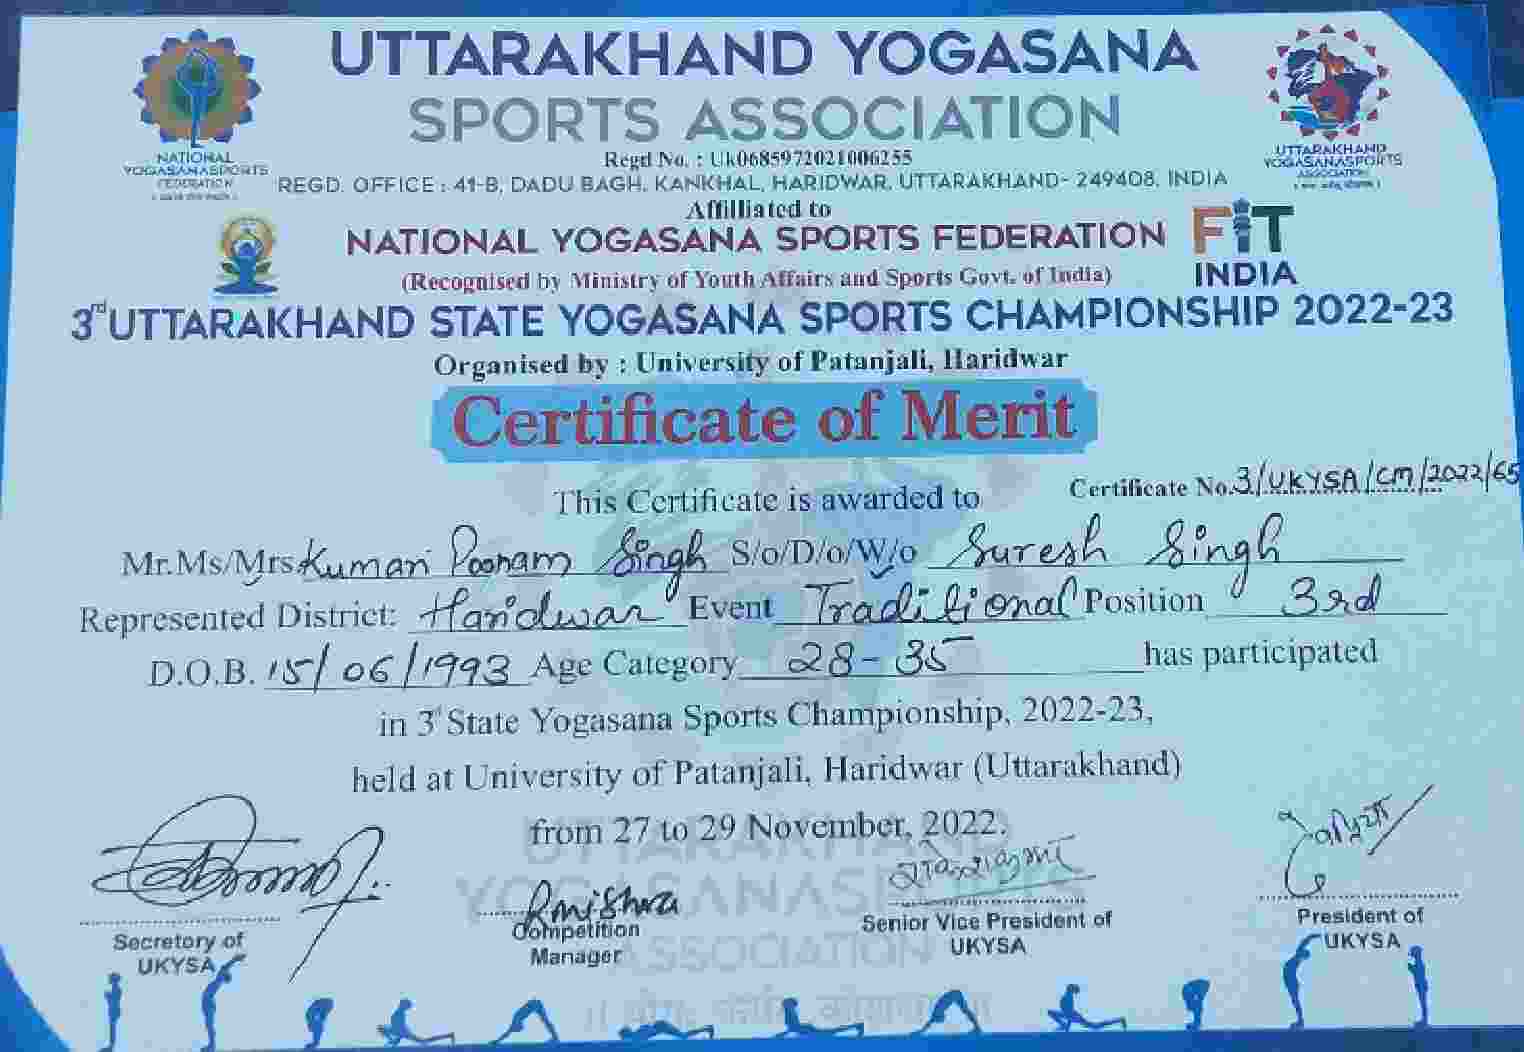 UTTARAKHAND YOGASANA
SPORTS ASSOCIATION
Regd No. : Uk0685972021006255
REGD. OFFICE : 41-B, DADU BAGH, KANKHAL, HARIDWAR, UTTARAKHAND- 249408, INDIA
NATIONAL
YOGASANASPORTS
FEDERATION
UTTARAKHAND
YOGASANASPORTS
ASSOCIATION
Affilliated to
NATIONAL YOGASANA SPORTS FEDERATION
FIT
INDIA
(Recognised by Ministry of Youth Affairs and Sports Govt. of India)
3rd UTTARAKHAND STATE YOGASANA SPORTS CHAMPIONSHIP 2022-23
Organised by : University of Patanjali, Haridwar
Certificate of Merit
Certificate No. 3/UKYSA/CM/2022/65
This Certificate is awarded to
Mr.Ms/Mrs Kumari Poonam Singh S/o/D/o/W/o Suresh Singh
Represented District: Haridwar Event Traditional Position 3rd
D.O.B. 15/06/1993 Age Category 28-35 has participated
in 3rd State Yogasana Sports Championship, 2022-23,
held at University of Patanjali, Haridwar (Uttarakhand)
from 27 to 29 November, 2022.
Secretary of
UKYSA
Rmishra
Competition
Manager
Senior Vice President of
UKYSA
President of
UKYSA
UTTARAKHAND
YOGASANASPORTS
ASSOCIATION